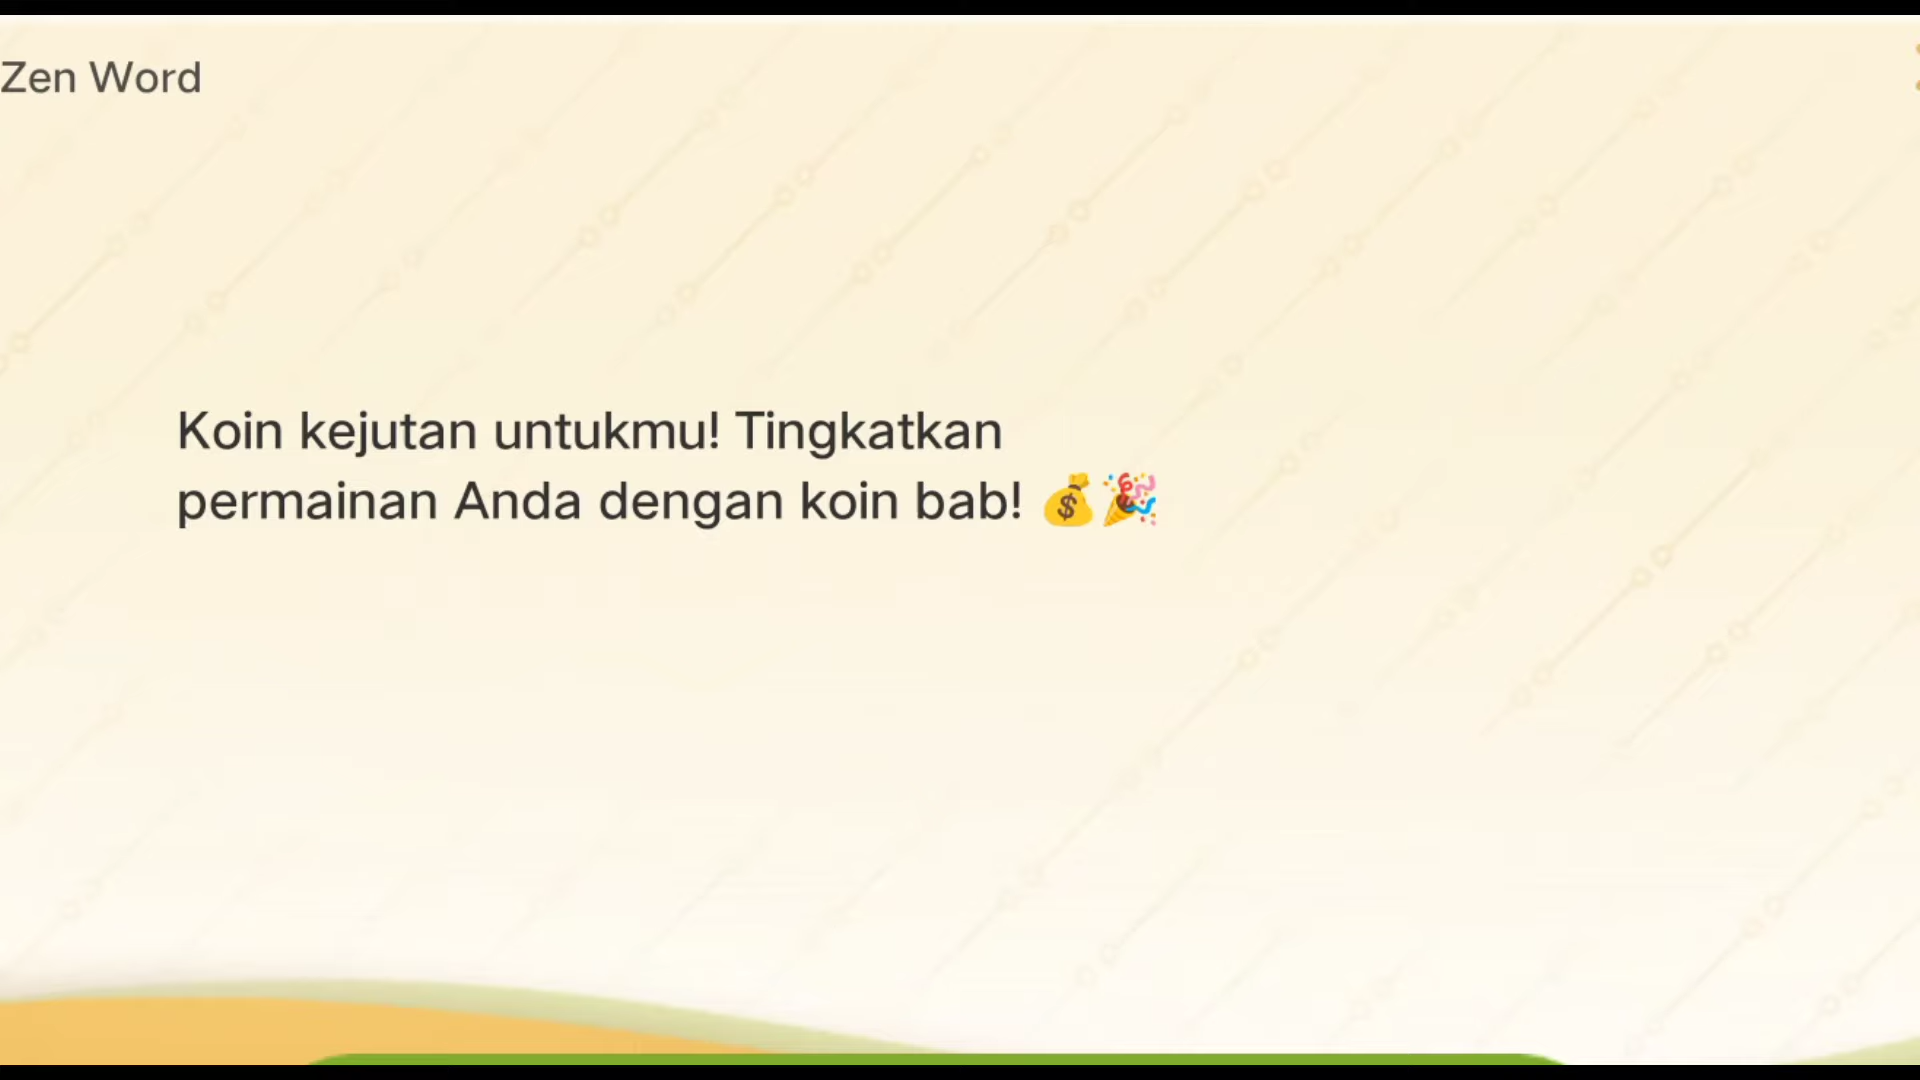 Zen Word
Koin kejutan untukmu! Tingkatkan
permainan Anda dengan koin bab! 💰🎉